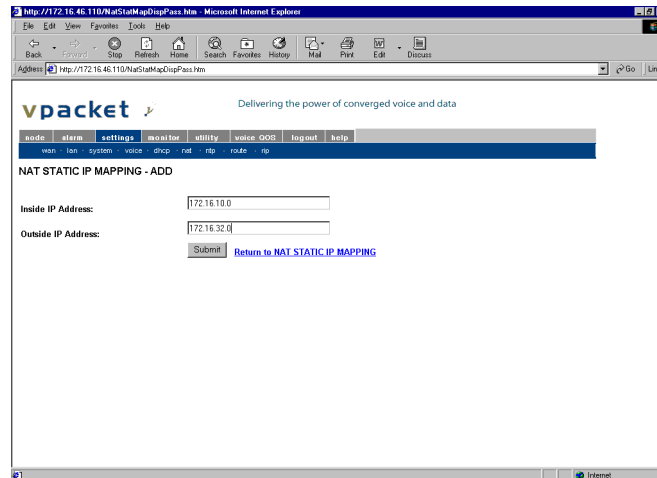 http://172.16.46.110/NatStatMapDispPass.htm - Microsoft Internet Explorer
File Edit View Favorites Tools Help
Back Forward Stop Refresh Home Search Favorites History Mail Print Edit Discuss
Address http://172.16.46.110/NatStatMapDispPass.htm Go Lin
vpacket Delivering the power of converged voice and data
node alarm settings monitor utility voice QOS logout help
wan - lan - system - voice - dhcp - nat - ntp - route - rip
NAT STATIC IP MAPPING - ADD
Inside IP Address: 172.16.10.0
Outside IP Address: 172.16.32.0
Submit Return to NAT STATIC IP MAPPING
Internet